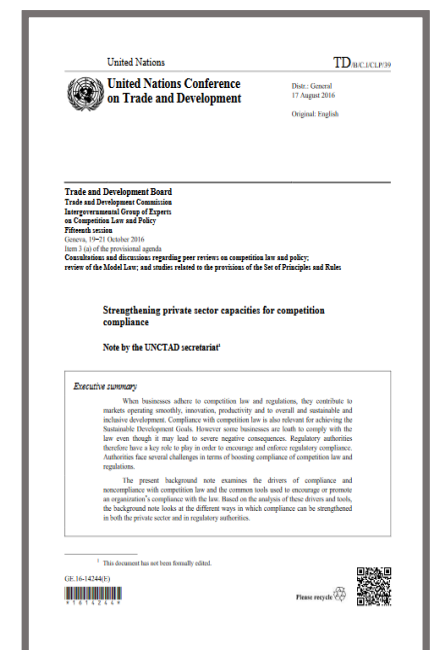 United Nations
TD/B/C.I/CLP/39
United Nations Conference
on Trade and Development
Distr.: General
17 August 2016
Original: English
Trade and Development Board
Trade and Development Commission
Intergovernmental Group of Experts
on Competition Law and Policy
Fifteenth session
Geneva, 19–21 October 2016
Item 3 (a) of the provisional agenda
Consultations and discussions regarding peer reviews on competition law and policy;
review of the Model Law; and studies related to the provisions of the Set of Principles and Rules
Strengthening private sector capacities for competition
compliance
Note by the UNCTAD secretariat¹
Executive summary
When businesses adhere to competition law and regulations, they contribute to
markets operating smoothly, innovation, productivity and to overall and sustainable and
inclusive development. Compliance with competition law is also relevant for achieving the
Sustainable Development Goals. However some businesses are loath to comply with the
law even though it may lead to severe negative consequences. Regulatory authorities
therefore have a key role to play in order to encourage and enforce regulatory compliance.
Authorities face several challenges in terms of boosting compliance of competition law and
regulations.
The present background note examines the drivers of compliance and
noncompliance with competition law and the common tools used to encourage or promote
an organization's compliance with the law. Based on the analysis of these drivers and tools,
the background note looks at the different ways in which compliance can be strengthened
in both the private sector and in regulatory authorities.
¹ This document has not been formally edited.
GE.16-14244(E)
Please recycle